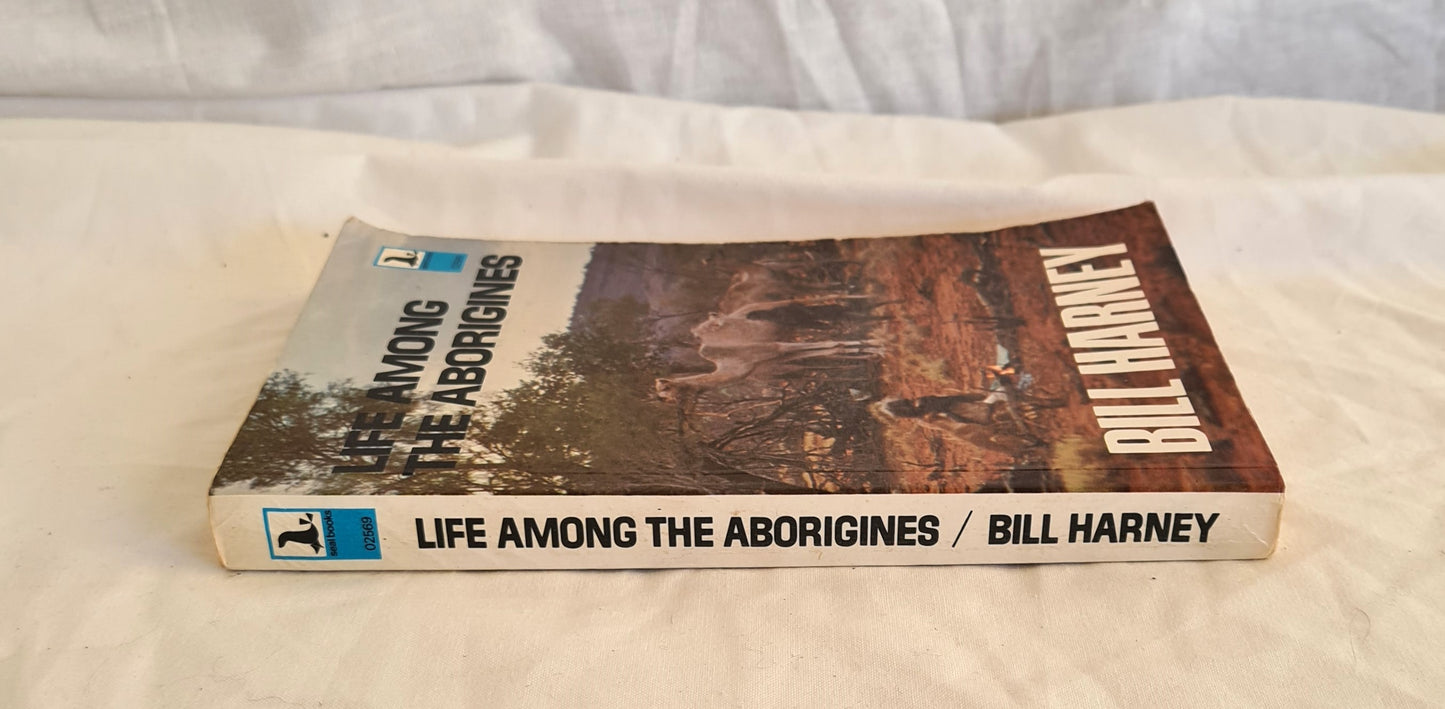 LIFE AMONG
THE ABORIGINES
BILL HARNEY
seal books
02569
LIFE AMONG THE ABORIGINES / BILL HARNEY